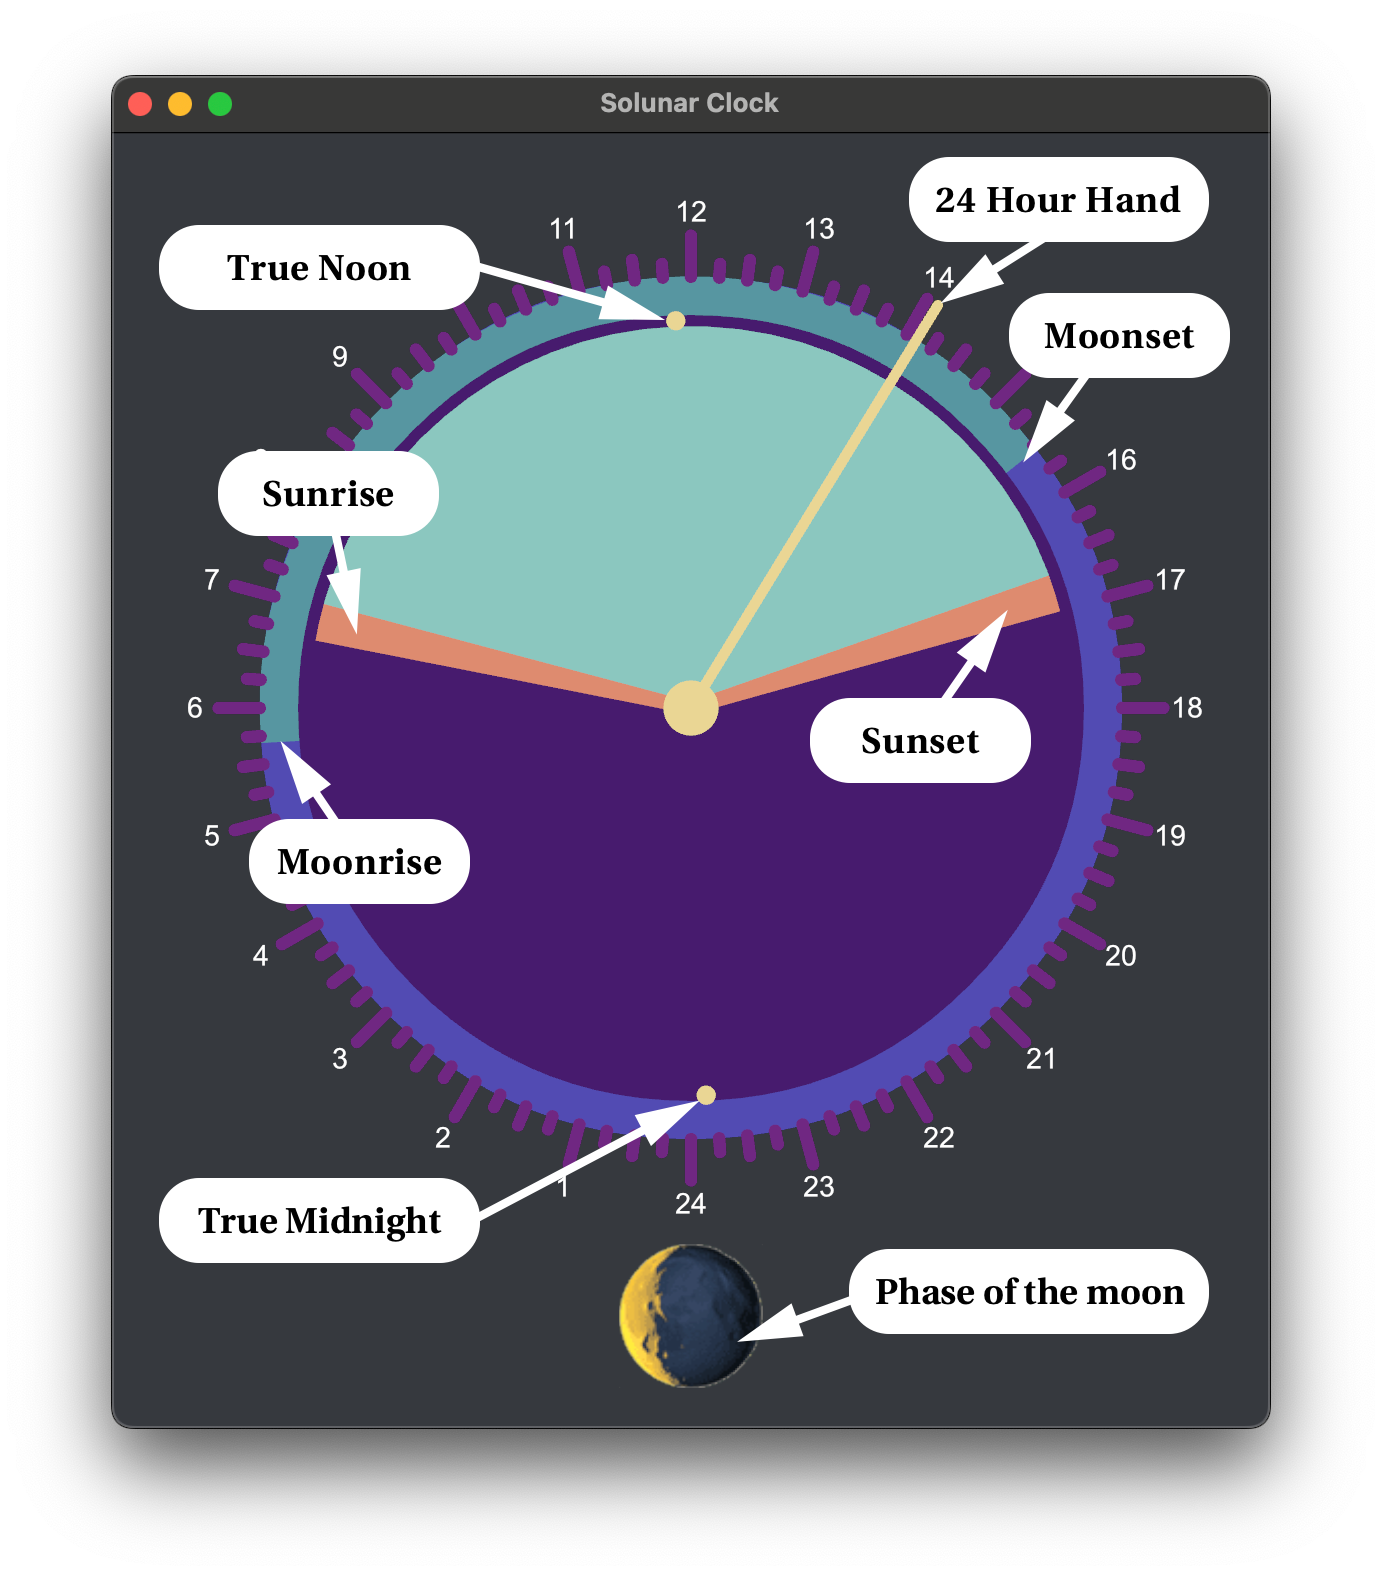 Solunar Clock
24 Hour Hand
12
11
13
True Noon
14
Moonset
9
16
Sunrise
7
17
6
18
Sunset
5
19
Moonrise
4
20
3
21
2
22
1
23
24
True Midnight
Phase of the moon